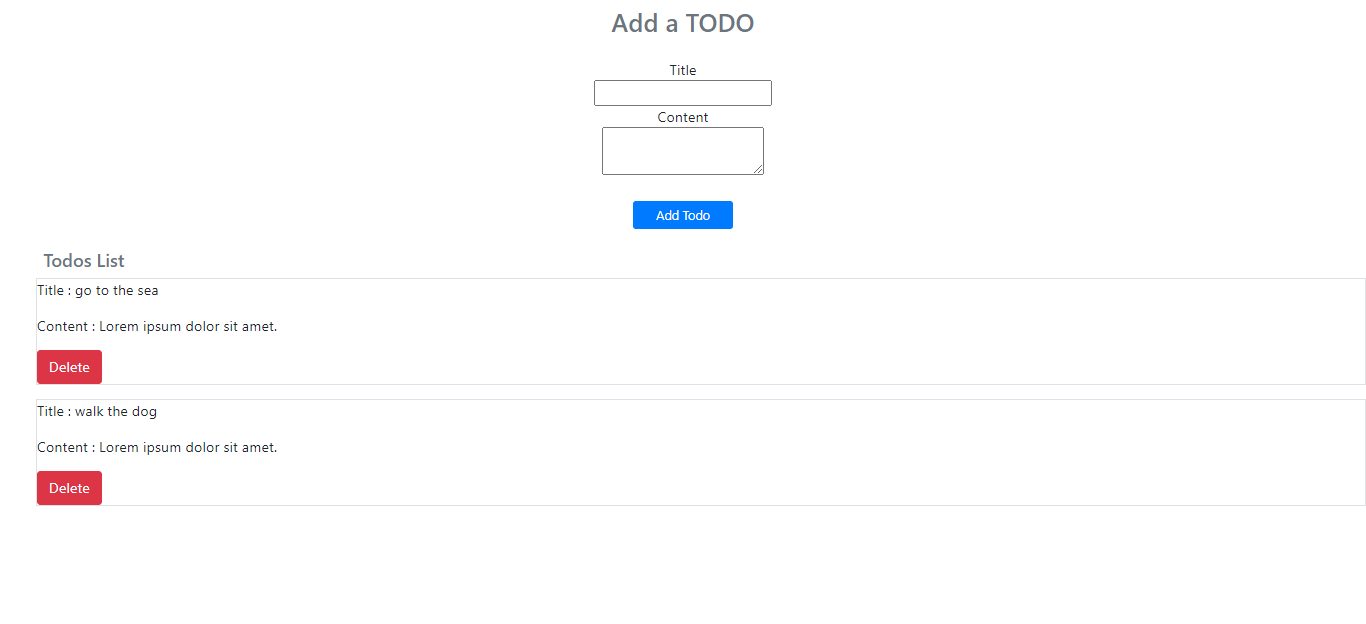 Add a TODO
Title
Content
Add Todo
Todos List
Title : go to the sea
Content : Lorem ipsum dolor sit amet.
Delete
Title : walk the dog
Content : Lorem ipsum dolor sit amet.
Delete